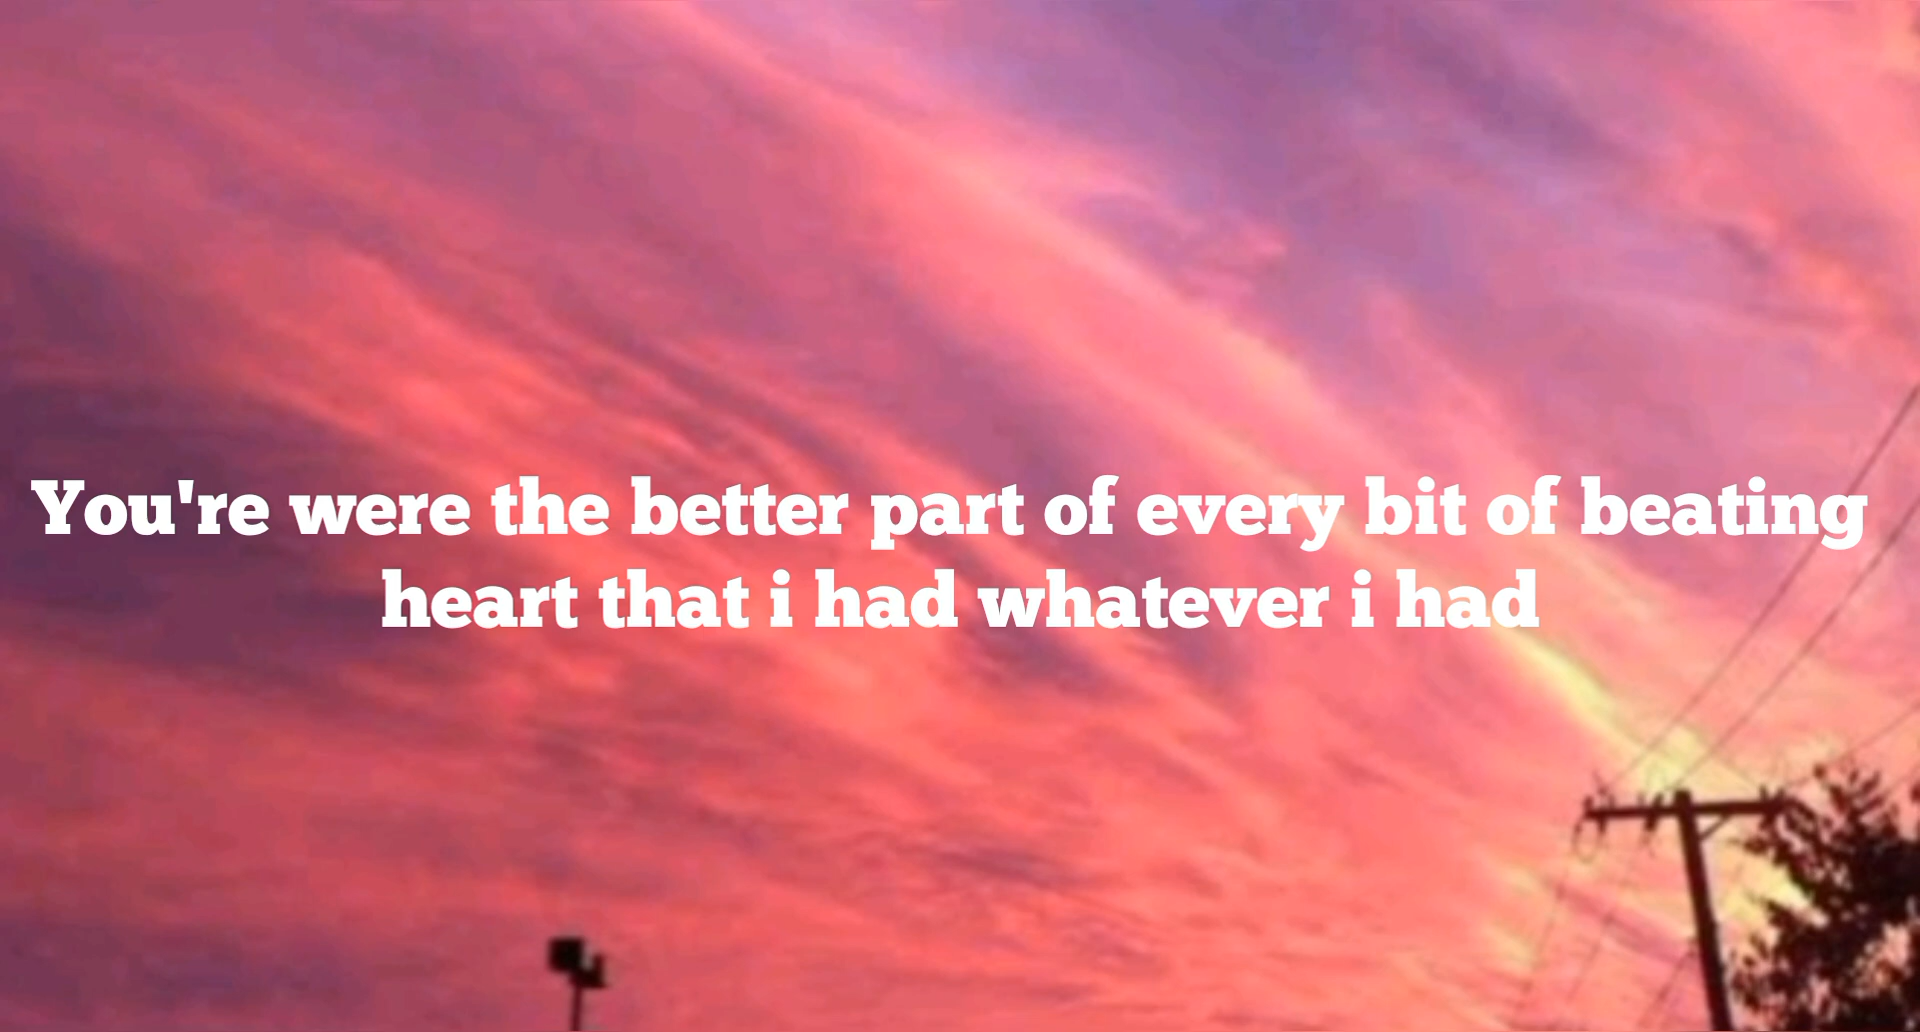 You're were the better part of every bit of beating
heart that i had whatever i had